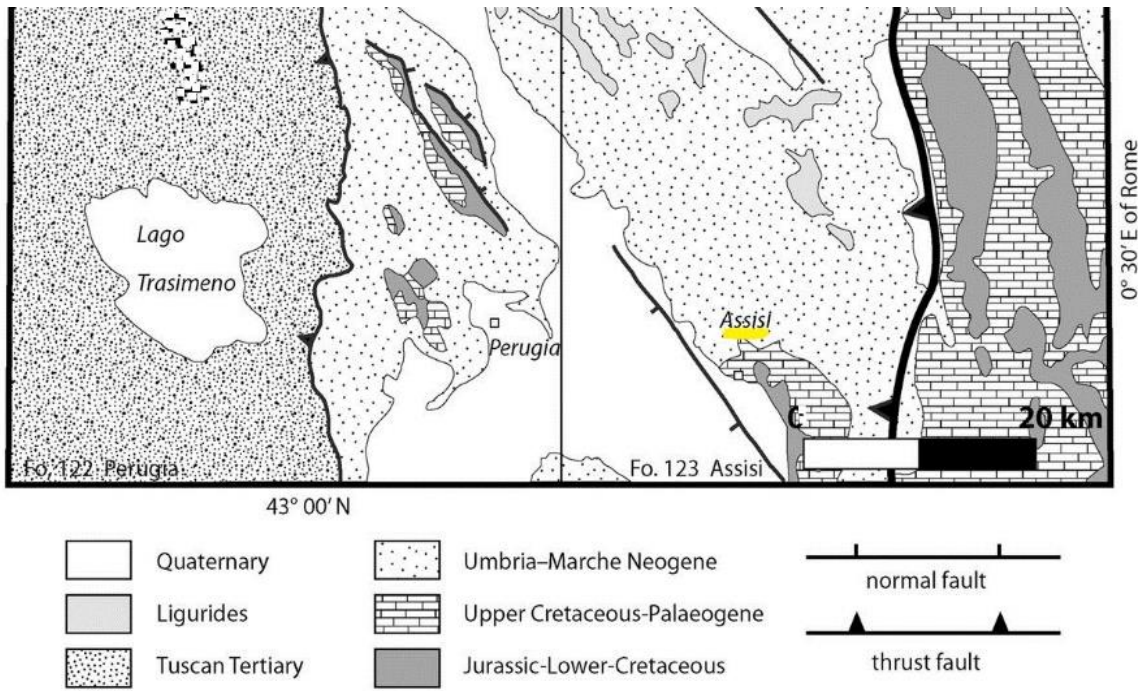 Lago
Trasimeno
Perugia
Assisi
C 20 km
Fo. 122 Perugia
Fo. 123 Assisi
0° 30′ E of Rome
43° 00′ N
Quaternary
Ligurides
Tuscan Tertiary
Umbria–Marche Neogene
Upper Cretaceous-Palaeogene
Jurassic-Lower-Cretaceous
normal fault
thrust fault